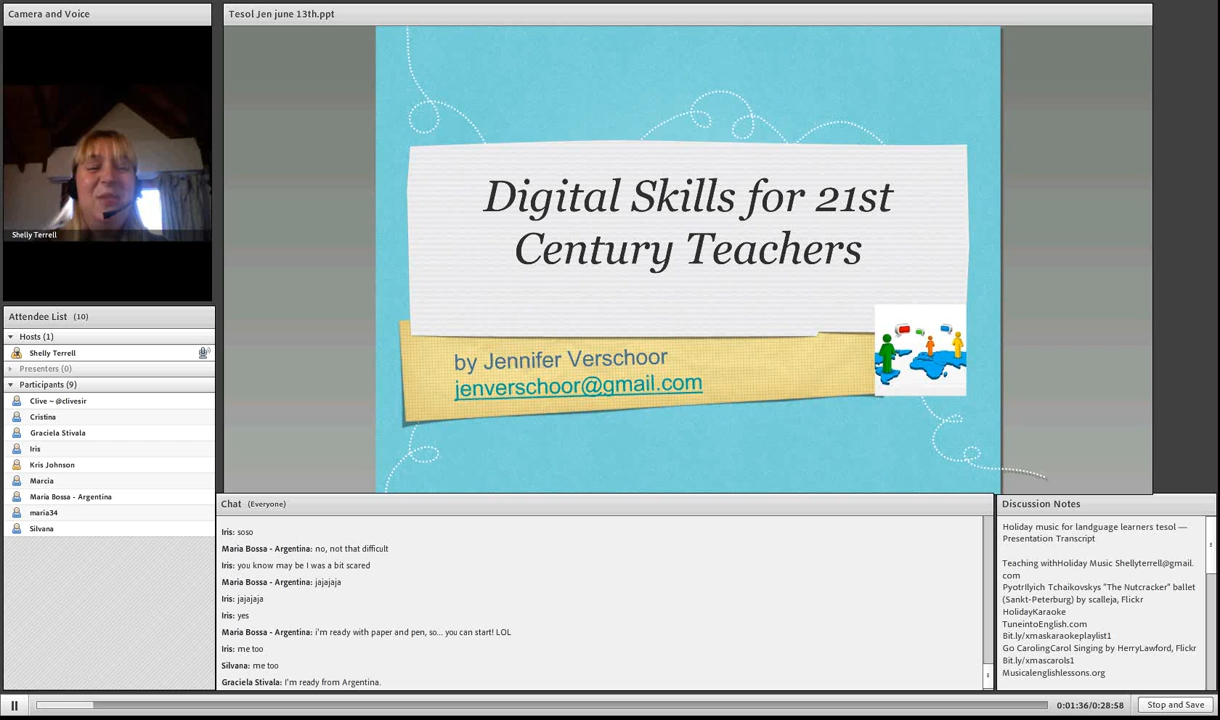 Camera and Voice
Shelly Terrell
Attendee List (10)
Hosts (1)
Shelly Terrell
Presenters (0)
Participants (9)
Clive ~ @clivesir
Cristina
Graciela Stivala
Iris
Kris Johnson
Marcia
Maria Bossa - Argentina
maria34
Silvana
Tesol Jen june 13th.ppt
Digital Skills for 21st
Century Teachers
by Jennifer Verschoor
jenverschoor@gmail.com
Chat (Everyone)
Iris: soso
Maria Bossa - Argentina: no, not that difficult
Iris: you know may be I was a bit scared
Maria Bossa - Argentina: jajajaja
Iris: jajajaja
Iris: yes
Maria Bossa - Argentina: i'm ready with paper and pen, so... you can start! LOL
Iris: me too
Silvana: me too
Graciela Stivala: I'm ready from Argentina.
Discussion Notes
Holiday music for landguage learners tesol —
Presentation Transcript
Teaching withHoliday Music Shellyterrell@gmail.
com
PyotrIlyich Tchaikovskys "The Nutcracker" ballet
(Sankt-Peterburg) by scalleja, Flickr
HolidayKaraoke
TuneintoEnglish.com
Bit.ly/xmaskaraokeplaylist1
Go CarolingCarol Singing by HerryLawford, Flickr
Bit.ly/xmascarols1
Musicalenglishlessons.org
0:01:36/0:28:58
Stop and Save